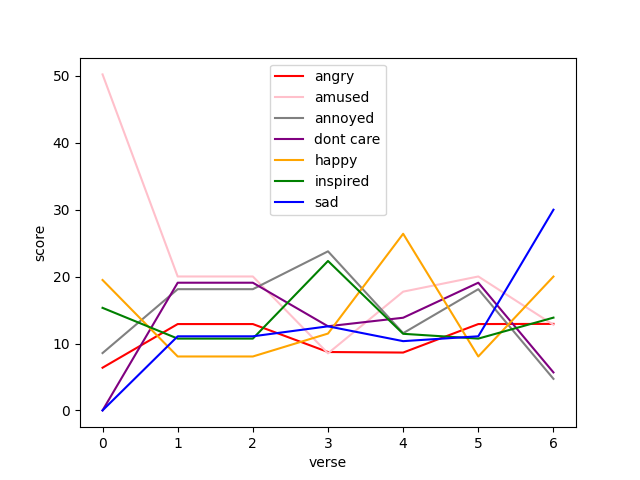 50
40
30
20
10
0
score
angry
amused
annoyed
dont care
happy
inspired
sad
0 1 2 3 4 5 6
verse